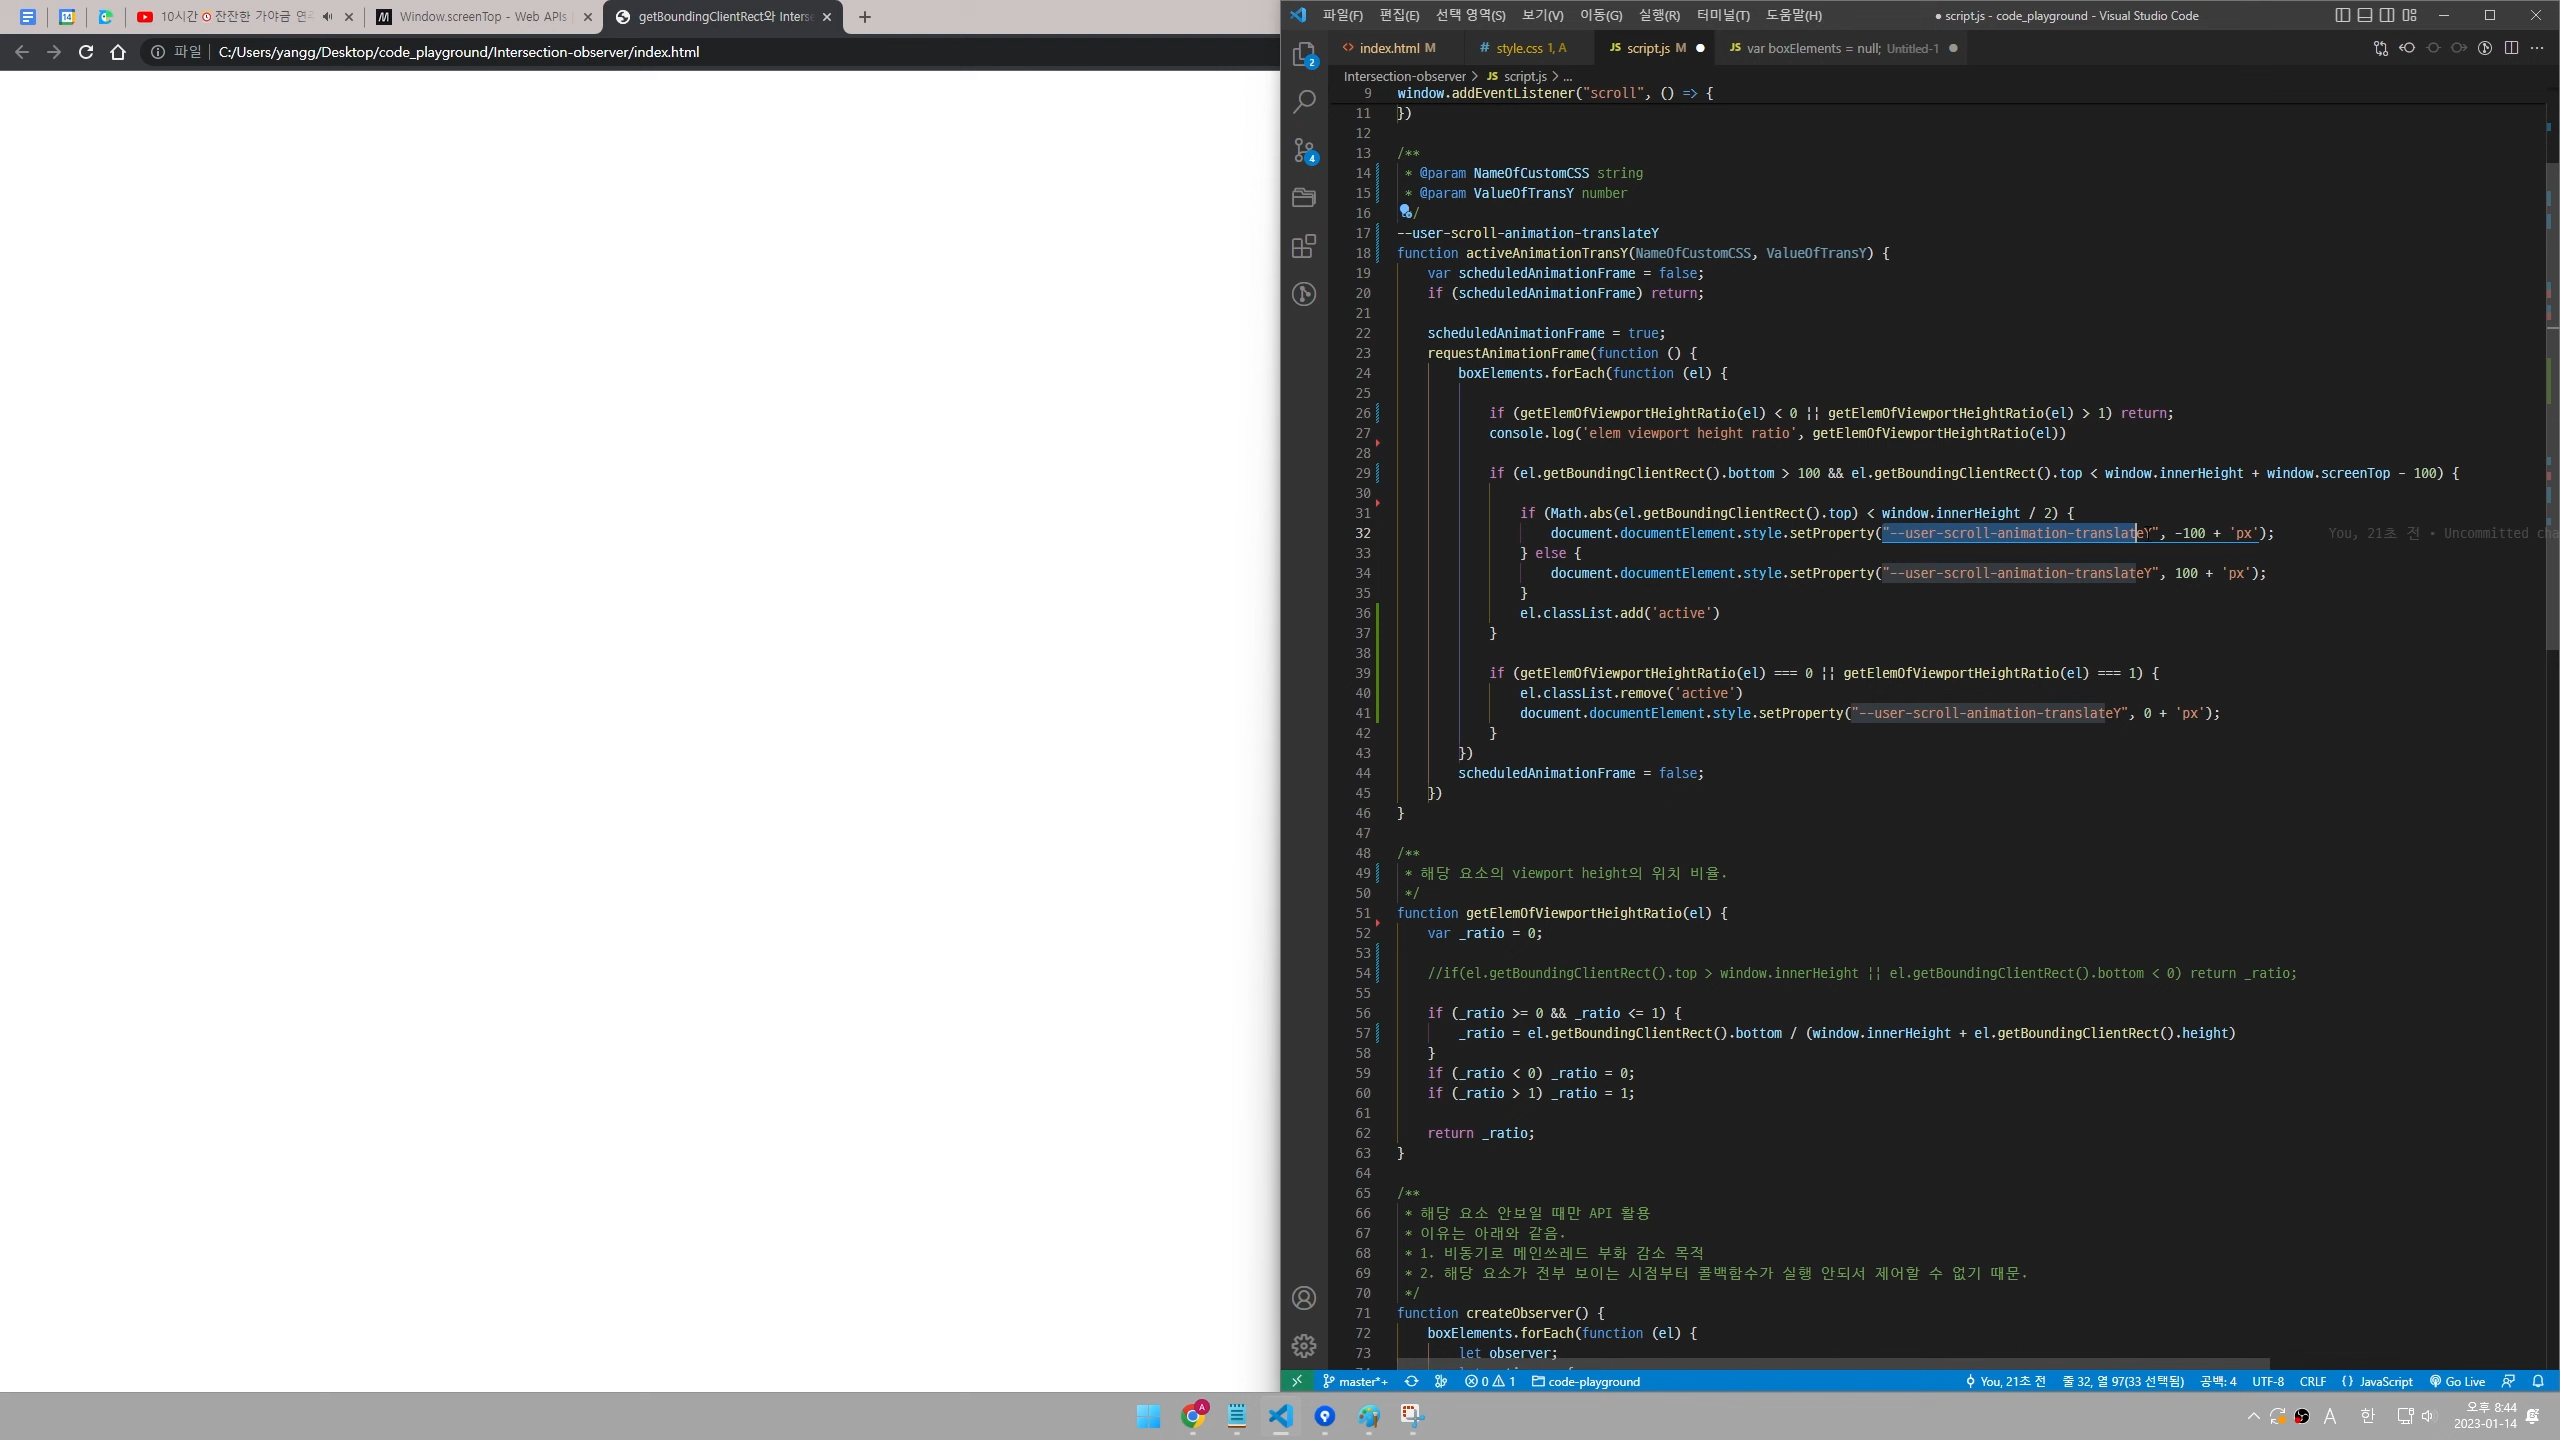 10시간 잔잔한 가야금 연주
Window.screenTop - Web APIs
getBoundingClientRect와 Interse
파일 C:/Users/yangg/Desktop/code_playground/Intersection-observer/index.html
파일(F) 편집(E) 선택 영역(S) 보기(V) 이동(G) 실행(R) 터미널(T) 도움말(H)
● script.js - code_playground - Visual Studio Code
index.html M
# style.css 1, A
JS script.js M ●
JS var boxElements = null; Untitled-1 ●
Intersection-observer > JS script.js > ...
9 window.addEventListener("scroll", () => {
11 })
12
13 /**
14 * @param NameOfCustomCSS string
15 * @param ValueOfTransY number
16 /
17 --user-scroll-animation-translateY
18 function activeAnimationTransY(NameOfCustomCSS, ValueOfTransY) {
19 var scheduledAnimationFrame = false;
20 if (scheduledAnimationFrame) return;
21
22 scheduledAnimationFrame = true;
23 requestAnimationFrame(function () {
24 boxElements.forEach(function (el) {
25
26 if (getElemOfViewportHeightRatio(el) < 0 || getElemOfViewportHeightRatio(el) > 1) return;
27 console.log('elem viewport height ratio', getElemOfViewportHeightRatio(el))
28
29 if (el.getBoundingClientRect().bottom > 100 && el.getBoundingClientRect().top < window.innerHeight + window.screenTop - 100) {
30
31 if (Math.abs(el.getBoundingClientRect().top) < window.innerHeight / 2) {
32 document.documentElement.style.setProperty("--user-scroll-animation-translateY", -100 + 'px'); You, 21초 전 • Uncommitted cha
33 } else {
34 document.documentElement.style.setProperty("--user-scroll-animation-translateY", 100 + 'px');
35 }
36 el.classList.add('active')
37 }
38
39 if (getElemOfViewportHeightRatio(el) === 0 || getElemOfViewportHeightRatio(el) === 1) {
40 el.classList.remove('active')
41 document.documentElement.style.setProperty("--user-scroll-animation-translateY", 0 + 'px');
42 }
43 })
44 scheduledAnimationFrame = false;
45 })
46 }
47
48 /**
49 * 해당 요소의 viewport height의 위치 비율.
50 */
51 function getElemOfViewportHeightRatio(el) {
52 var _ratio = 0;
53
54 //if(el.getBoundingClientRect().top > window.innerHeight || el.getBoundingClientRect().bottom < 0) return _ratio;
55
56 if (_ratio >= 0 && _ratio <= 1) {
57 _ratio = el.getBoundingClientRect().bottom / (window.innerHeight + el.getBoundingClientRect().height)
58 }
59 if (_ratio < 0) _ratio = 0;
60 if (_ratio > 1) _ratio = 1;
61
62 return _ratio;
63 }
64
65 /**
66 * 해당 요소 안보일 때만 API 활용
67 * 이유는 아래와 같음.
68 * 1. 비동기로 메인쓰레드 부화 감소 목적
69 * 2. 해당 요소가 전부 보이는 시점부터 콜백함수가 실행 안되서 제어할 수 없기 때문.
70 */
71 function createObserver() {
72 boxElements.forEach(function (el) {
73 let observer;
master*+ 0 1 code-playground
You, 21초 전 줄 32, 열 97(33 선택됨) 공백: 4 UTF-8 CRLF {} JavaScript Go Live
A 한 오후 8:44
2023-01-14